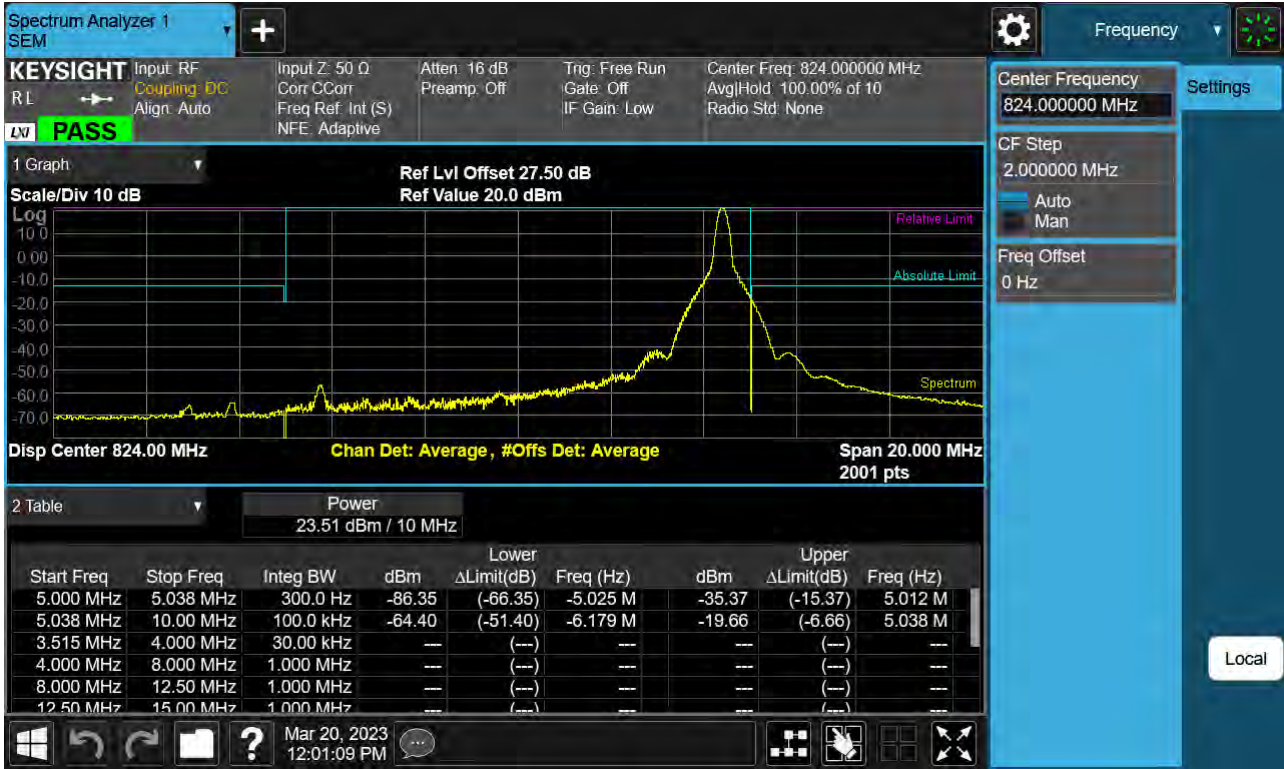 Spectrum Analyzer 1
SEM
+
Frequency
KEYSIGHT
RL
LXI PASS
Input: RF
Coupling: DC
Align: Auto
Input Z: 50 Ω
Corr CCorr
Freq Ref: Int (S)
NFE: Adaptive
Atten: 16 dB
Preamp: Off
Trig: Free Run
Gate: Off
IF Gain: Low
Center Freq: 824.000000 MHz
Avg|Hold: 100.00% of 10
Radio Std: None
Center Frequency
824.000000 MHz
Settings
CF Step
2.000000 MHz
Auto
Man
Freq Offset
0 Hz
1 Graph
Scale/Div 10 dB
Ref Lvl Offset 27.50 dB
Ref Value 20.0 dBm
Log
10.0
0.00
-10.0
-20.0
-30.0
-40.0
-50.0
-60.0
-70.0
Relative Limit
Absolute Limit
Spectrum
Disp Center 824.00 MHz Chan Det: Average, #Offs Det: Average Span 20.000 MHz
2001 pts
2 Table
Power
23.51 dBm / 10 MHz
Lower Upper
Start Freq Stop Freq Integ BW dBm ΔLimit(dB) Freq (Hz) dBm ΔLimit(dB) Freq (Hz)
5.000 MHz 5.038 MHz 300.0 Hz -86.35 (-66.35) -5.025 M -35.37 (-15.37) 5.012 M
5.038 MHz 10.00 MHz 100.0 kHz -64.40 (-51.40) -6.179 M -19.66 (-6.66) 5.038 M
3.515 MHz 4.000 MHz 30.00 kHz --- (---) --- --- (---) ---
4.000 MHz 8.000 MHz 1.000 MHz --- (---) --- --- (---) ---
8.000 MHz 12.50 MHz 1.000 MHz --- (---) --- --- (---) ---
12.50 MHz 15.00 MHz 1.000 MHz --- (---) --- --- (---) ---
Local
?
Mar 20, 2023
12:01:09 PM